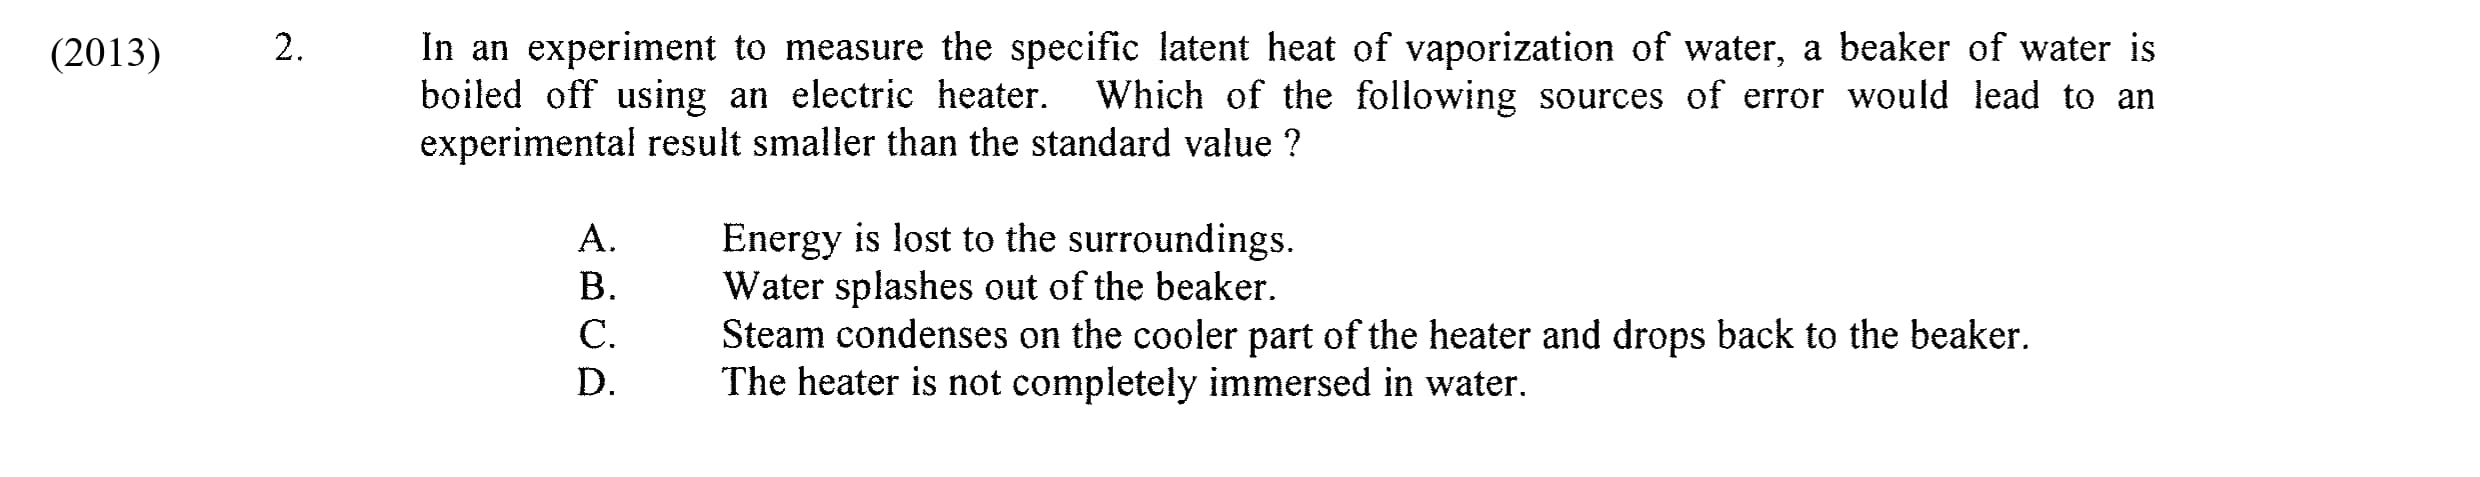 (2013) 2. In an experiment to measure the specific latent heat of vaporization of water, a beaker of water is
boiled off using an electric heater. Which of the following sources of error would lead to an
experimental result smaller than the standard value ?
A. Energy is lost to the surroundings.
B. Water splashes out of the beaker.
C. Steam condenses on the cooler part of the heater and drops back to the beaker.
D. The heater is not completely immersed in water.